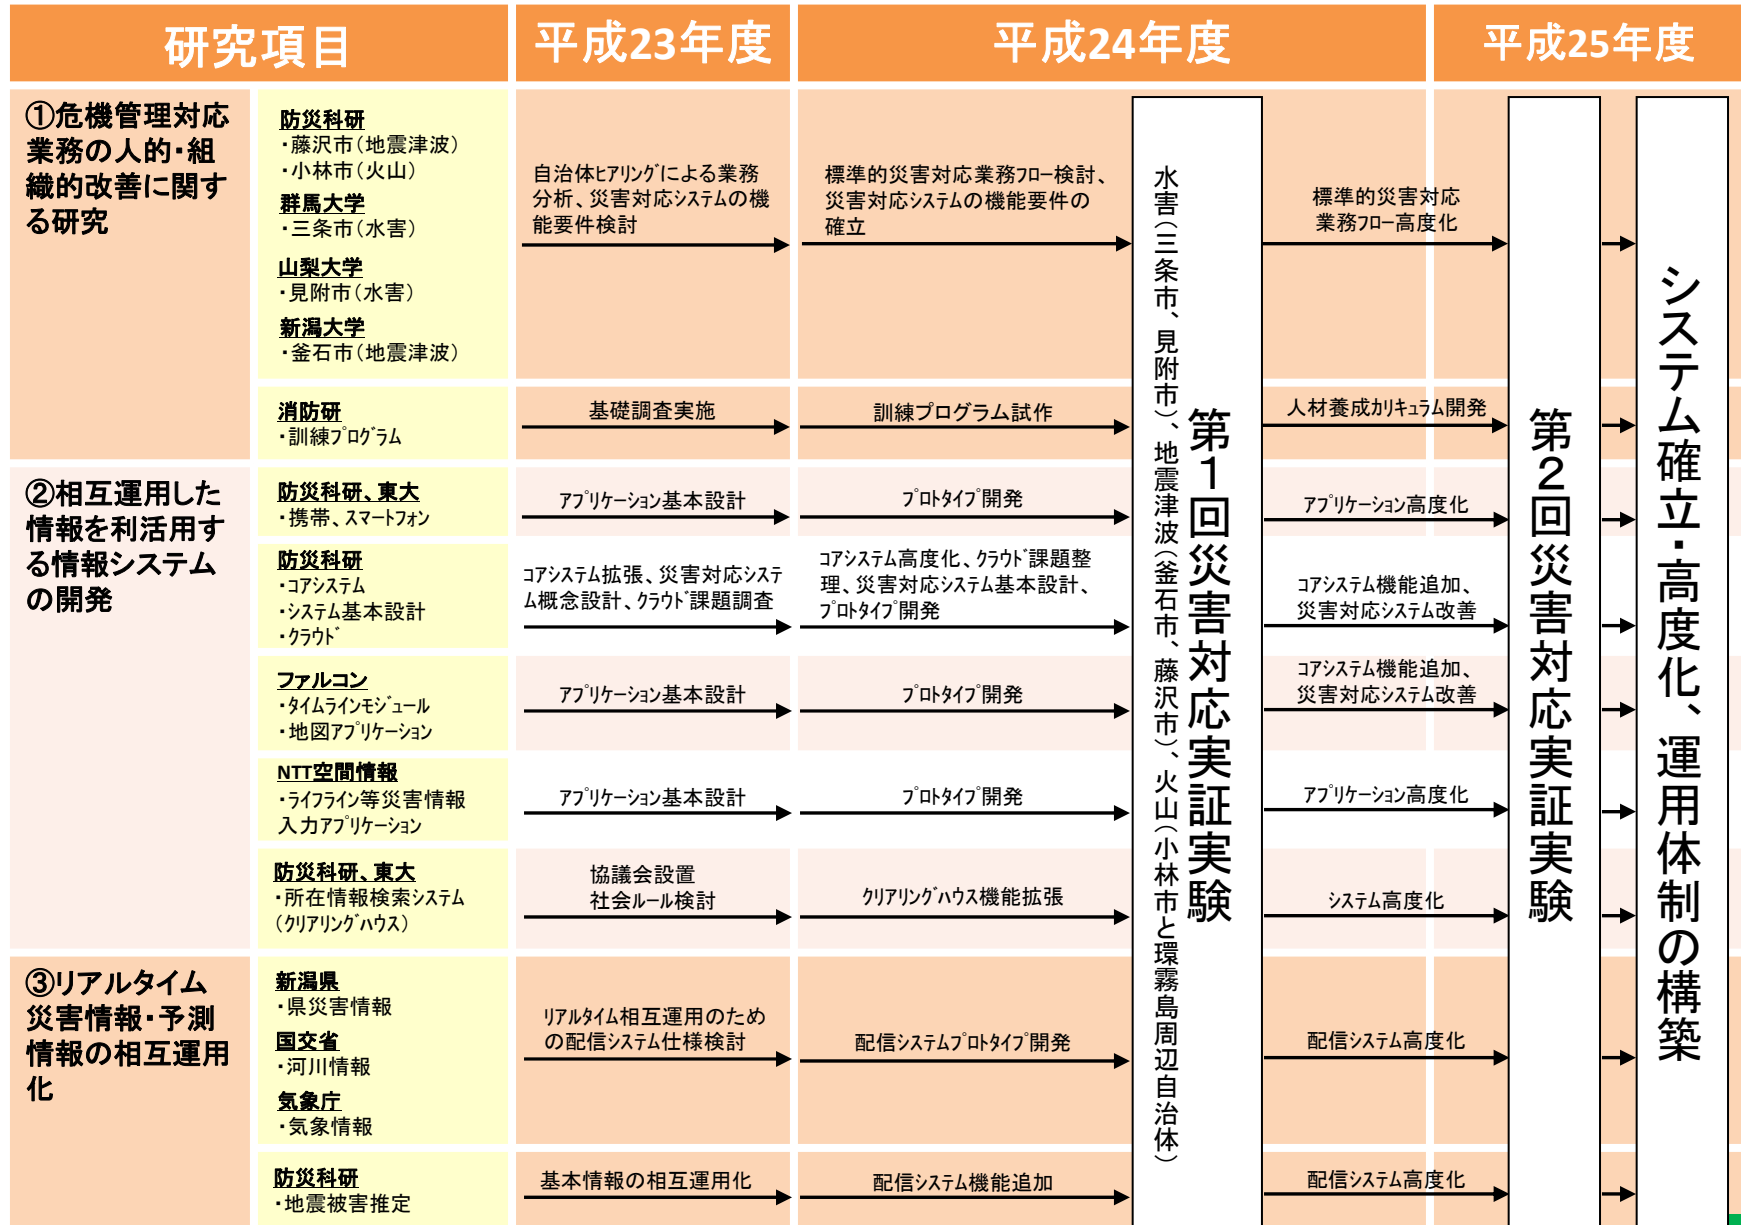 研究項目
平成23年度
平成24年度
平成25年度
①危機管理対応
業務の人的・組
織的改善に関す
る研究
防災科研
・藤沢市（地震津波）
・小林市（火山）
群馬大学
・三条市（水害）
山梨大学
・見附市（水害）
新潟大学
・釜石市（地震津波）
自治体ﾋｱﾘﾝｸﾞによる業務
分析、災害対応ｼｽﾃﾑの機
能要件検討
標準的災害対応業務ﾌﾛｰ検討、
災害対応ｼｽﾃﾑの機能要件の
確立
標準的災害対応
業務ﾌﾛｰ高度化
消防研
・訓練ﾌﾟﾛｸﾞﾗﾑ
基礎調査実施
訓練プログラム試作
人材養成ｶﾘｷｭﾗﾑ開発
②相互運用した
情報を利活用す
る情報システム
の開発
防災科研、東大
・携帯、ｽﾏｰﾄﾌｫﾝ
ｱﾌﾟﾘｹｰｼｮﾝ基本設計
ﾌﾟﾛﾄﾀｲﾌﾟ開発
ｱﾌﾟﾘｹｰｼｮﾝ高度化
防災科研
・ｺｱｼｽﾃﾑ
・ｼｽﾃﾑ基本設計
・ｸﾗｳﾄﾞ
ｺｱｼｽﾃﾑ拡張、災害対応ｼｽﾃ
ﾑ概念設計、ｸﾗｳﾄﾞ課題調査
ｺｱｼｽﾃﾑ高度化、ｸﾗｳﾄﾞ課題整
理、災害対応ｼｽﾃﾑ基本設計、
ﾌﾟﾛﾄﾀｲﾌﾟ開発
ｺｱｼｽﾃﾑ機能追加、
災害対応ｼｽﾃﾑ改善
ファルコン
・ﾀｲﾑﾗｲﾝﾓｼﾞｭｰﾙ
・地図ｱﾌﾟﾘｹｰｼｮﾝ
ｱﾌﾟﾘｹｰｼｮﾝ基本設計
ﾌﾟﾛﾄﾀｲﾌﾟ開発
ｺｱｼｽﾃﾑ機能追加、
災害対応ｼｽﾃﾑ改善
NTT空間情報
・ﾗｲﾌﾗｲﾝ等災害情報
入力ｱﾌﾟﾘｹｰｼｮﾝ
ｱﾌﾟﾘｹｰｼｮﾝ基本設計
ﾌﾟﾛﾄﾀｲﾌﾟ開発
ｱﾌﾟﾘｹｰｼｮﾝ高度化
防災科研、東大
・所在情報検索ｼｽﾃﾑ
（ｸﾘｱﾘﾝｸﾞﾊｳｽ）
協議会設置
社会ﾙｰﾙ検討
ｸﾘｱﾘﾝｸﾞﾊｳｽ機能拡張
ｼｽﾃﾑ高度化
③リアルタイム
災害情報・予測
情報の相互運用
化
新潟県
・県災害情報
国交省
・河川情報
気象庁
・気象情報
ﾘｱﾙﾀｲﾑ相互運用のため
の配信ｼｽﾃﾑ仕様検討
配信ｼｽﾃﾑﾌﾟﾛﾄﾀｲﾌﾟ開発
配信ｼｽﾃﾑ高度化
防災科研
・地震被害推定
基本情報の相互運用化
配信ｼｽﾃﾑ機能追加
配信ｼｽﾃﾑ高度化
水害（三条市、見附市）、地震津波（釜石市、藤沢市）、火山（小林市と環霧島周辺自治体）
第１回災害対応実証実験
第２回災害対応実証実験
システム確立・高度化、運用体制の構築